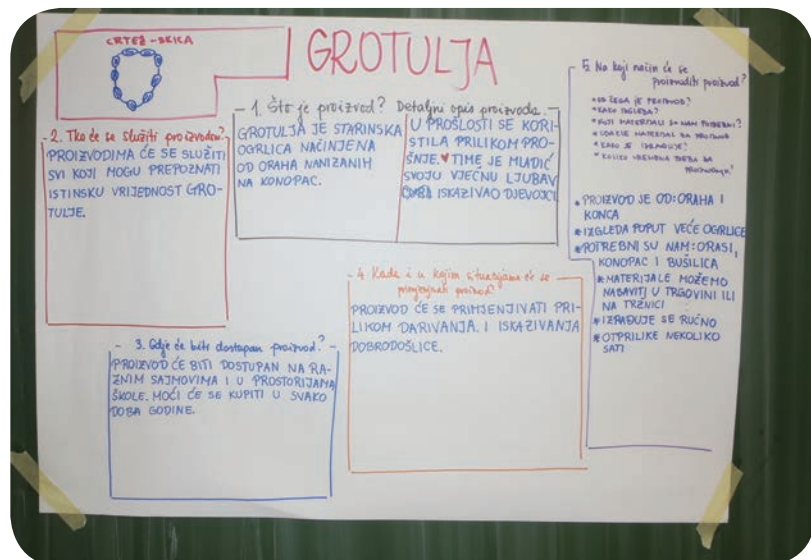 CRTEŽ-SKICA
GROTULJA
1. Što je proizvod? Detaljni opis proizvoda.
GROTULJA JE STARINSKA
OGRLICA NAČINJENA
OD ORAHA NANIZANIH
NA KONOPAC.
U PROŠLOSTI SE KORI-
STILA PRILIKOM PRO-
ŠNJE. ♥ TIME JE MLADIĆ
SVOJU VJEČNU LJUBAV
ISKAZIVAO DJEVOJCI
2. Tko će se služiti proizvodom?
PROIZVODIMA ĆE SE SLUŽITI
SVI KOJI MOGU PREPOZNATI
ISTINSKU VRIJEDNOST GRO-
TULJE.
3. Gdje će biti dostupan proizvod?
PROIZVOD ĆE BITI DOSTUPAN NA RA-
ZNIM SAJMOVIMA I U PROSTORIJAMA
ŠKOLE. MOĆI ĆE SE KUPITI U SVAKO
DOBA GODINE.
4. Kada i u kojim situacijama će se
primjenjivati proizvod?
PROIZVOD ĆE SE PRIMJENJIVATI PRI-
LIKOM DARIVANJA. I ISKAZIVANJA
DOBRODOŠLICE.
5. Na koji način će se
proizvoditi proizvod?
* OD ČEGA JE PROIZVOD?
* KAKO IZGLEDA?
* KOJI MATERIJALI SU NAM POTREBNI?
* ODAKLE MATERIJAL ZA PROIZVOD
* KAKO SE IZRAĐUJE?
* KOLIKO VREMENA TREBA ZA
* PROIZVOD JE OD: ORAHA I
KONCA
* IZGLEDA POPUT VEĆE OGRLICE
* POTREBNI SU NAM: ORASI,
KONOPAC I BUŠILICA
* MATERIJALE MOŽEMO
NABAVITI U TRGOVINI ILI
NA TRŽNICI
* IZRAĐUJE SE RUČNO
* OTPRILIKE NEKOLIKO
SATI